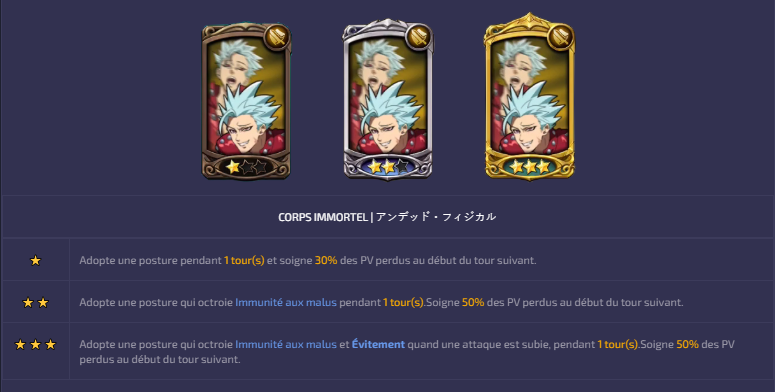 CORPS IMMORTEL | アンデッド・フィジカル
Adopte une posture pendant 1 tour(s) et soigne 30% des PV perdus au début du tour suivant.
Adopte une posture qui octroie Immunité aux malus pendant 1 tour(s).Soigne 50% des PV perdus au début du tour suivant.
Adopte une posture qui octroie Immunité aux malus et Évitement quand une attaque est subie, pendant 1 tour(s).Soigne 50% des PV
perdus au début du tour suivant.